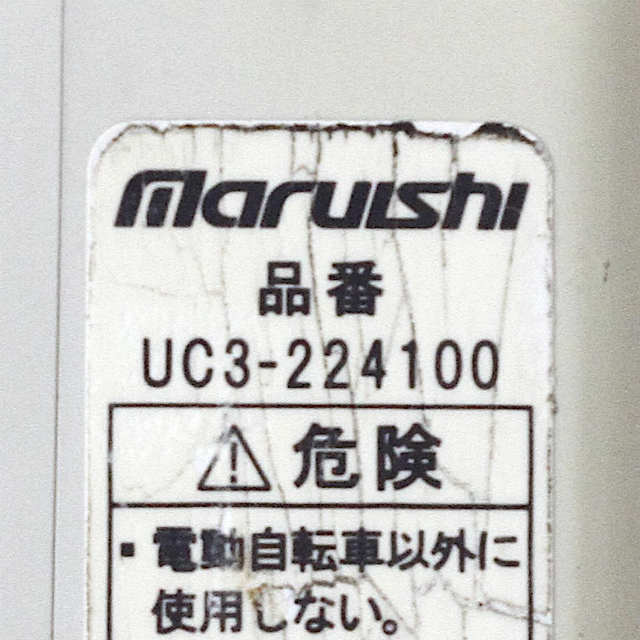 maruishi
品番
UC3-224100
危険
・電動自転車以外に
使用しない。